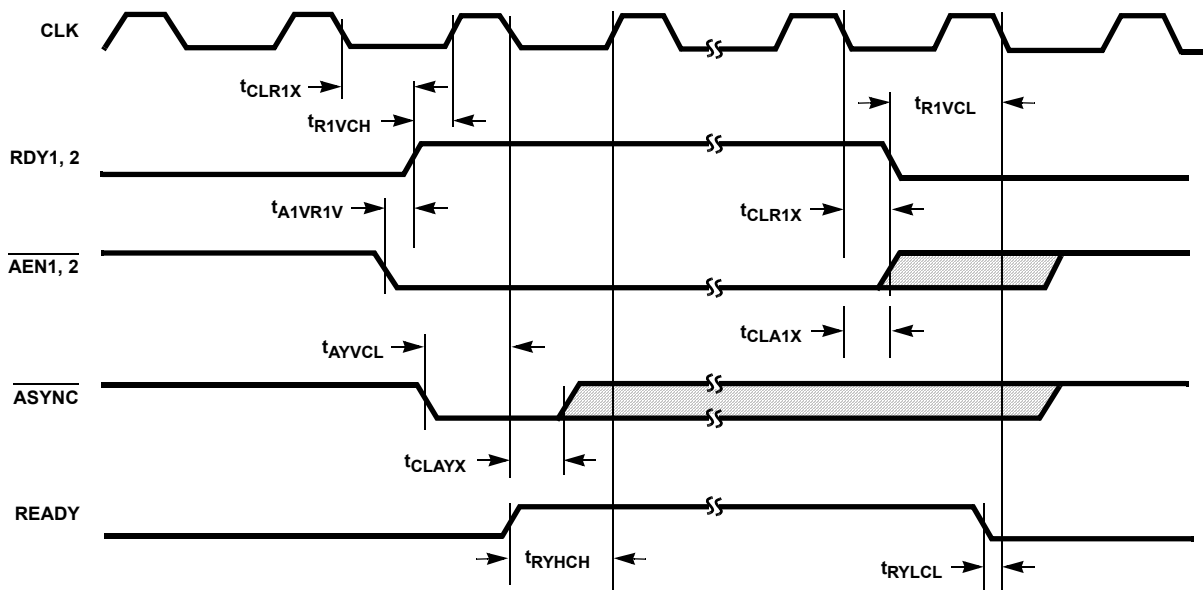 CLK
tCLR1X
tR1VCL
tR1VCH
RDY1, 2
tA1VR1V
tCLR1X
AEN1, 2
tAYVCL
tCLA1X
ASYNC
tCLAYX
READY
tRYHCH
tRYLCL